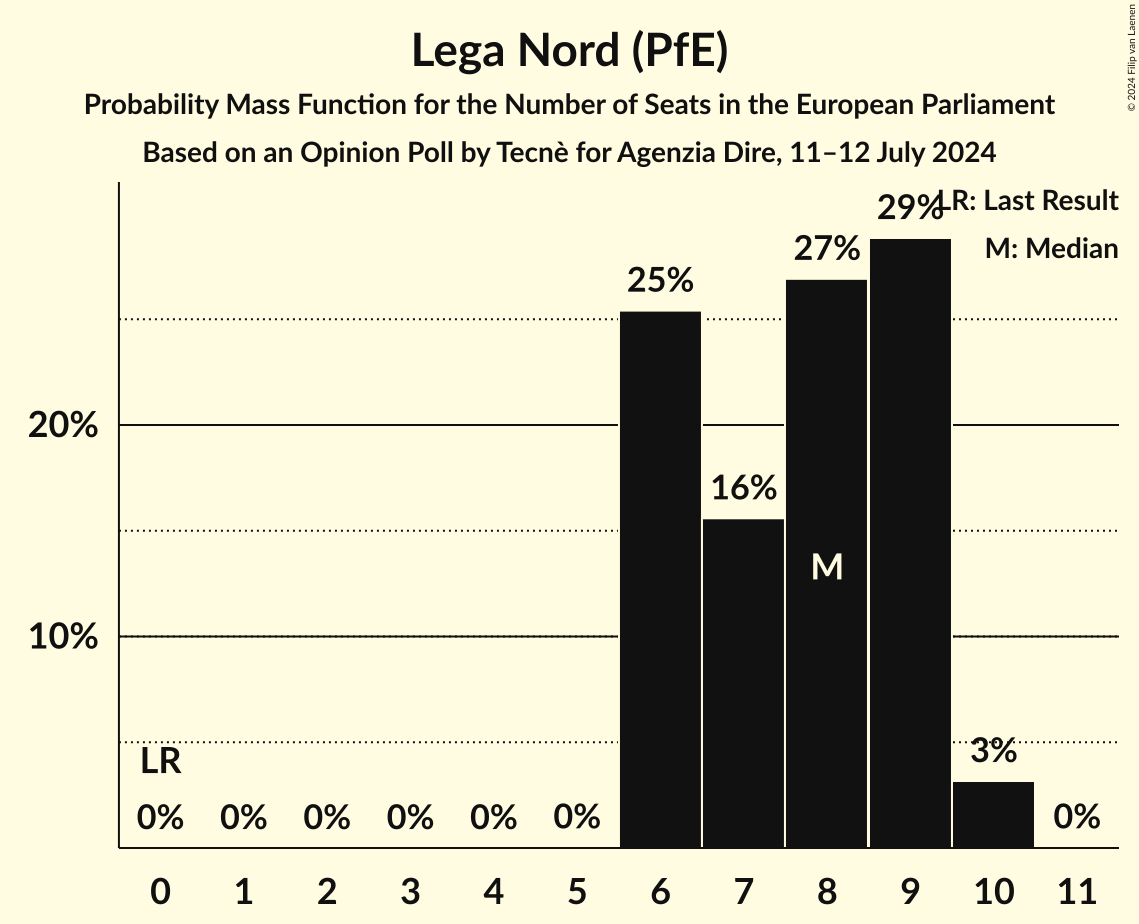 Lega Nord (PfE)
Probability Mass Function for the Number of Seats in the European Parliament
Based on an Opinion Poll by Tecnè for Agenzia Dire, 11–12 July 2024
© 2024 Filip van Laenen
LR: Last Result
M: Median
29%
27%
25%
20%
16%
M
10%
LR
3%
0% 0% 0% 0% 0% 0% 0%
0 1 2 3 4 5 6 7 8 9 10 11